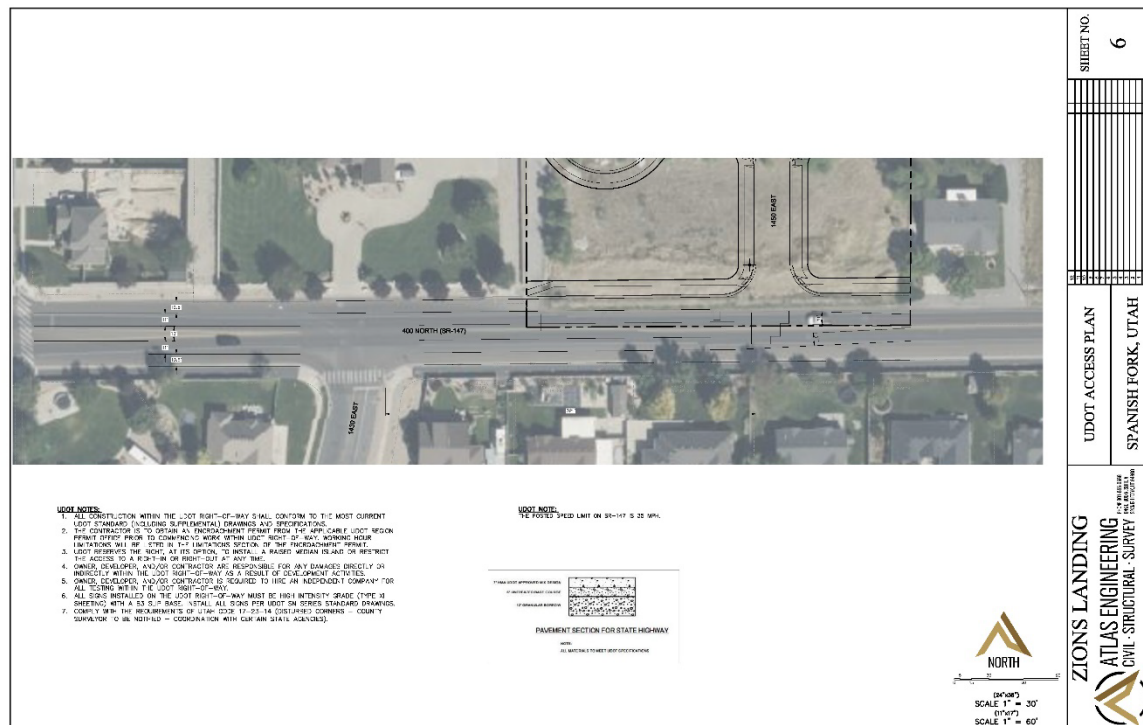 1450 EAST
400 NORTH (SR-147)
1420 EAST
UDOT NOTES:
1. ALL CONSTRUCTION WITHIN THE UDOT RIGHT-OF-WAY SHALL CONFORM TO THE MOST CURRENT
UDOT STANDARD (INCLUDING SUPPLEMENTAL) DRAWINGS AND SPECIFICATIONS.
2. THE CONTRACTOR IS TO OBTAIN AN ENCROACHMENT PERMIT FROM THE APPLICABLE UDOT REGION
PERMIT OFFICE PRIOR TO COMMENCING WORK WITHIN UDOT RIGHT-OF-WAY. WORKING HOUR
LIMITATIONS WILL BE LISTED IN THE LIMITATIONS SECTION OF THE ENCROACHMENT PERMIT.
3. UDOT RESERVES THE RIGHT, AT ITS OPTION, TO INSTALL A RAISED MEDIAN ISLAND OR RESTRICT
THE ACCESS TO A RIGHT-IN OR RIGHT-OUT AT ANY TIME.
4. OWNER, DEVELOPER, AND/OR CONTRACTOR ARE RESPONSIBLE FOR ANY DAMAGES DIRECTLY OR
INDIRECTLY WITHIN THE UDOT RIGHT-OF-WAY AS A RESULT OF DEVELOPMENT ACTIVITIES.
5. OWNER, DEVELOPER, AND/OR CONTRACTOR IS REQUIRED TO HIRE AN INDEPENDENT COMPANY FOR
ALL TESTING WITHIN THE UDOT RIGHT-OF-WAY.
6. ALL SIGNS INSTALLED ON THE UDOT RIGHT-OF-WAY MUST BE HIGH INTENSITY GRADE (TYPE XI
SHEETING) WITH A B3 SLIP BASE. INSTALL ALL SIGNS PER UDOT SN SERIES STANDARD DRAWINGS.
7. COMPLY WITH THE REQUIREMENTS OF UTAH CODE 17-23-14 (DISTURBED CORNERS - COUNTY
SURVEYOR TO BE NOTIFIED - COORDINATION WITH CERTAIN STATE AGENCIES).
UDOT NOTE:
THE POSTED SPEED LIMIT ON SR-147 IS 35 MPH.
PAVEMENT SECTION FOR STATE HIGHWAY
NOTE:
ALL MATERIALS TO MEET UDOT SPECIFICATIONS
NORTH
(24"x36")
SCALE 1" = 30'
(11"x17")
SCALE 1" = 60'
SHEET NO.
6
UDOT ACCESS PLAN
SPANISH FORK, UTAH
ZIONS LANDING
ATLAS ENGINEERING
CIVIL · STRUCTURAL · SURVEY